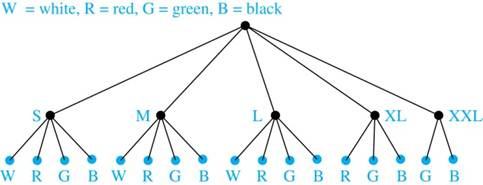 W = white, R = red, G = green, B = black
S M L XL XXL
W R G B W R G B W R G B R G B G B